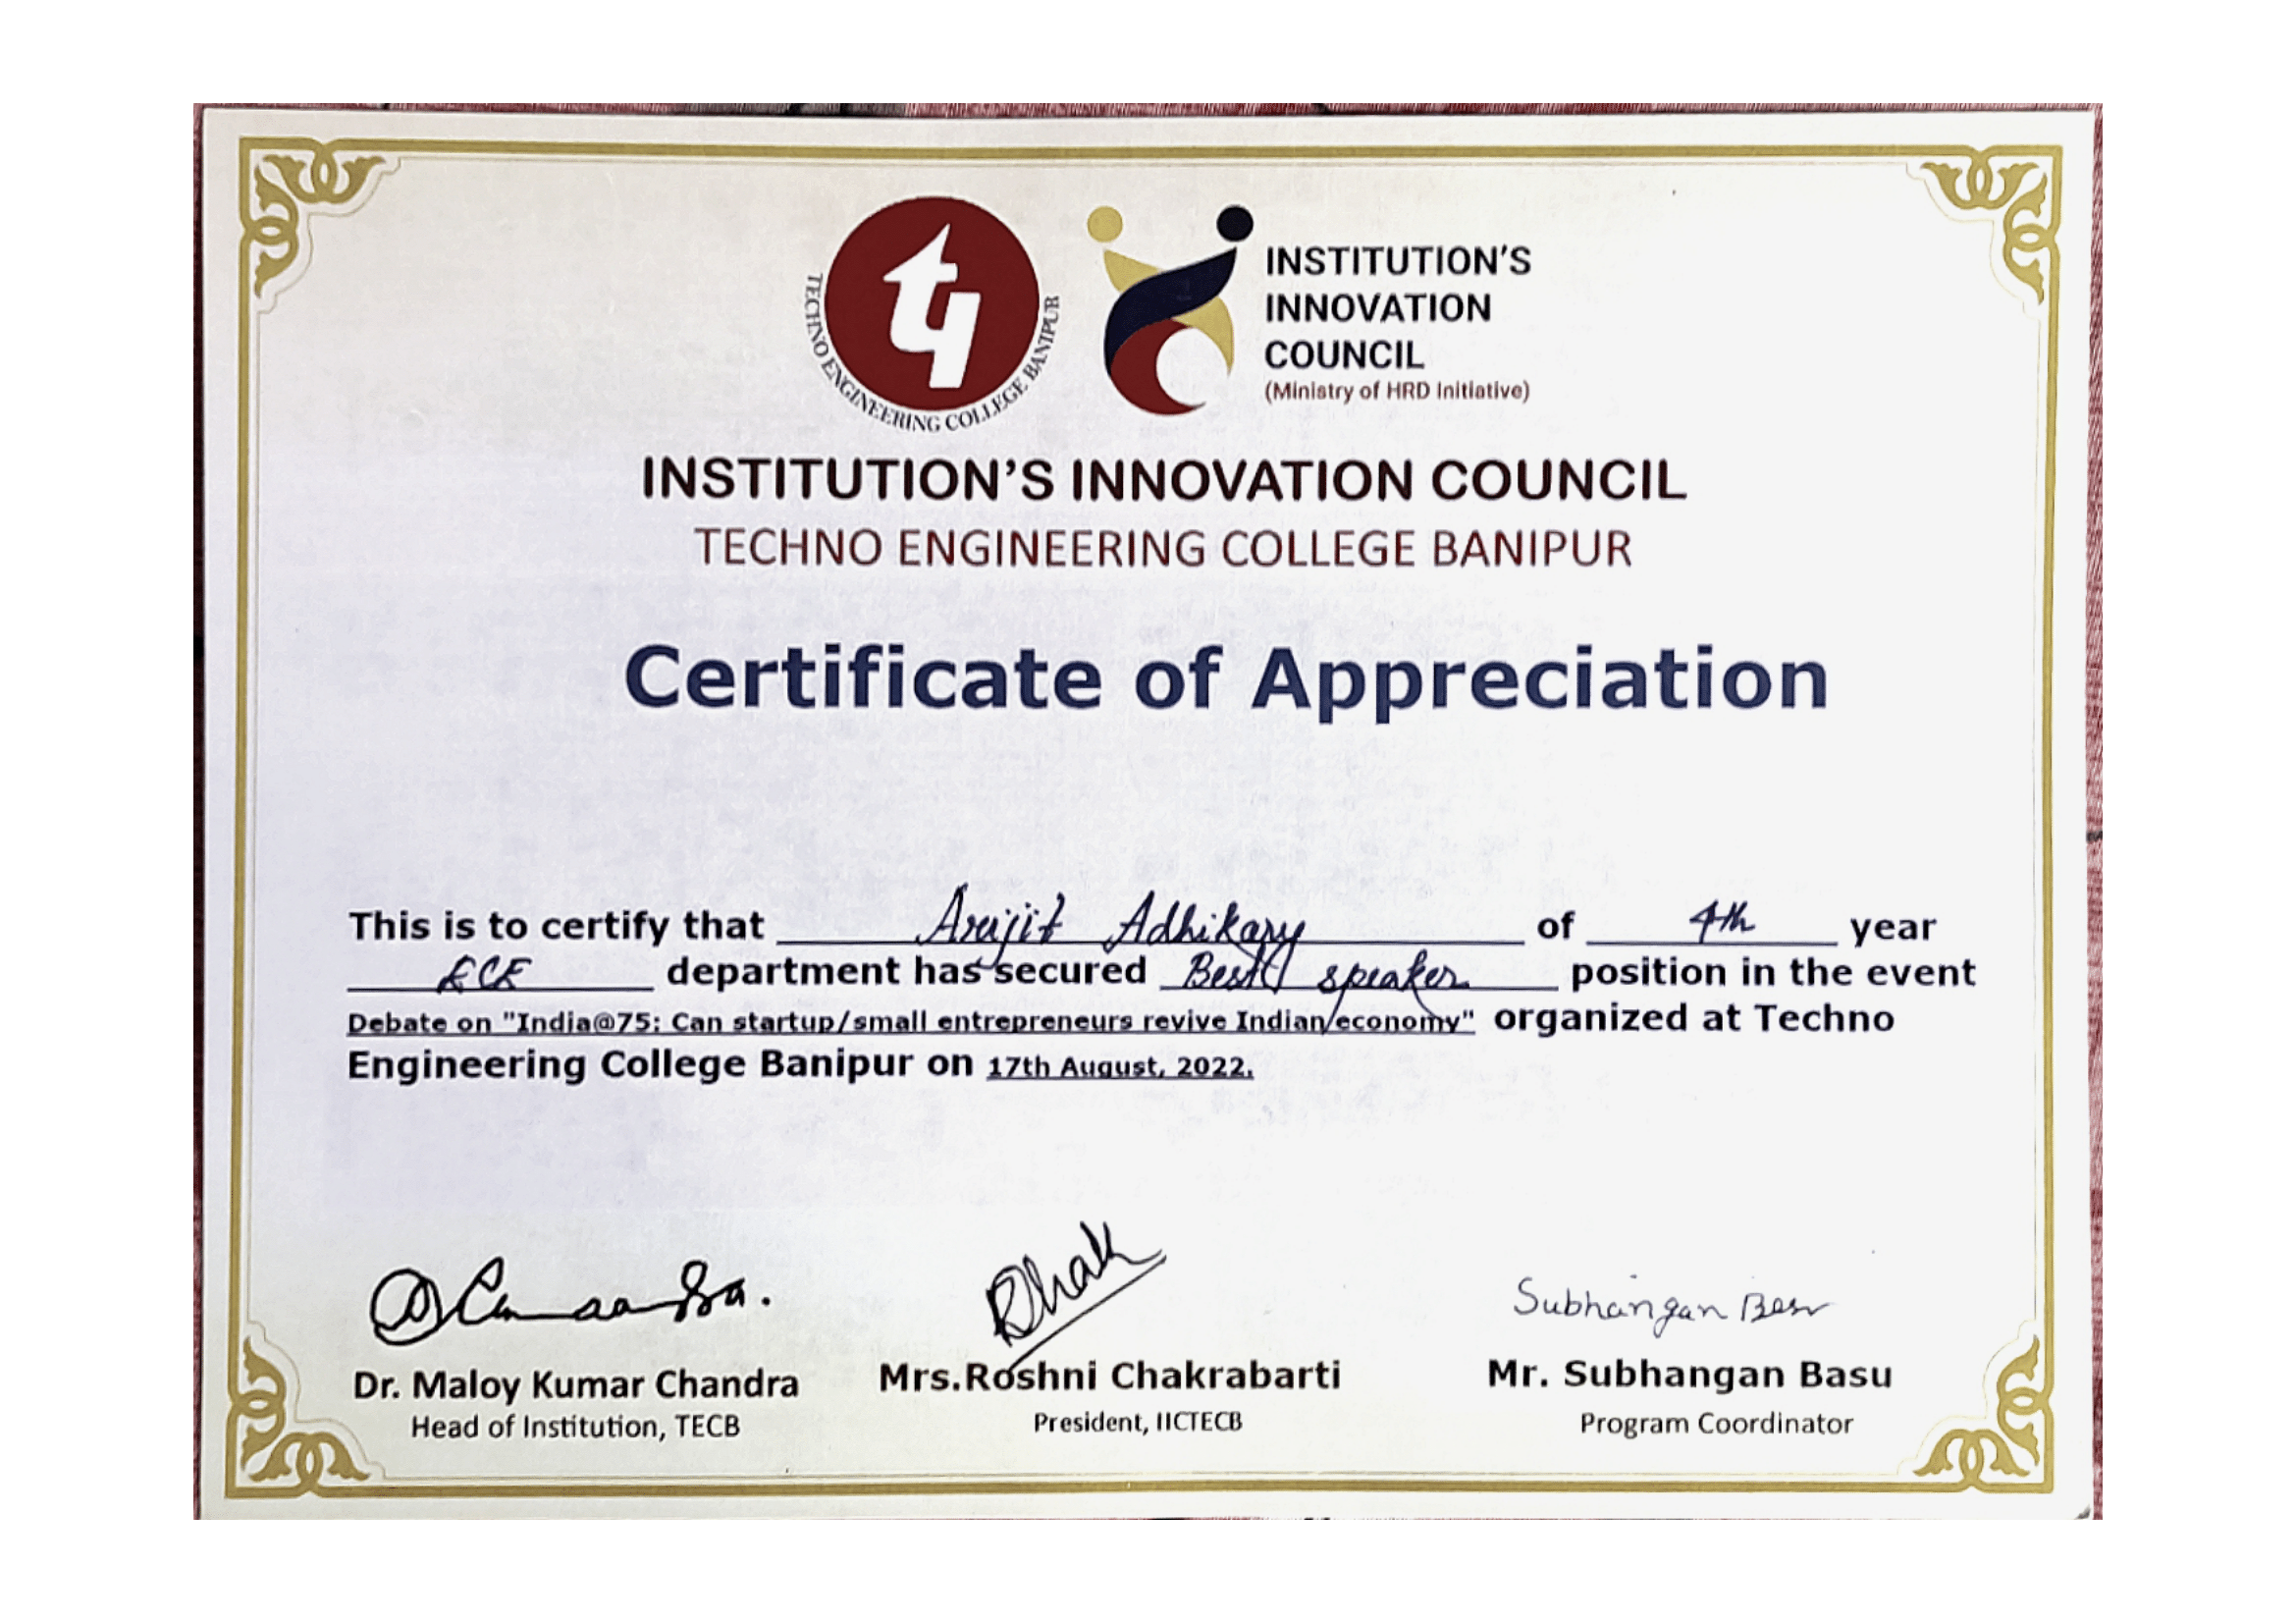 TECHNO ENGINEERING COLLEGE BANIPUR
INSTITUTION'S
INNOVATION
COUNCIL
(Ministry of HRD Initiative)
INSTITUTION'S INNOVATION COUNCIL
TECHNO ENGINEERING COLLEGE BANIPUR
Certificate of Appreciation
This is to certify that Arijit Adhikary of 4th year
ECE department has secured Best speaker position in the event
Debate on "India@75: Can startup/small entrepreneurs revive Indian economy" organized at Techno
Engineering College Banipur on 17th August, 2022.
Subhangan Basu
Dr. Maloy Kumar Chandra Mrs.Roshni Chakrabarti Mr. Subhangan Basu
Head of Institution, TECB President, IICTECB Program Coordinator